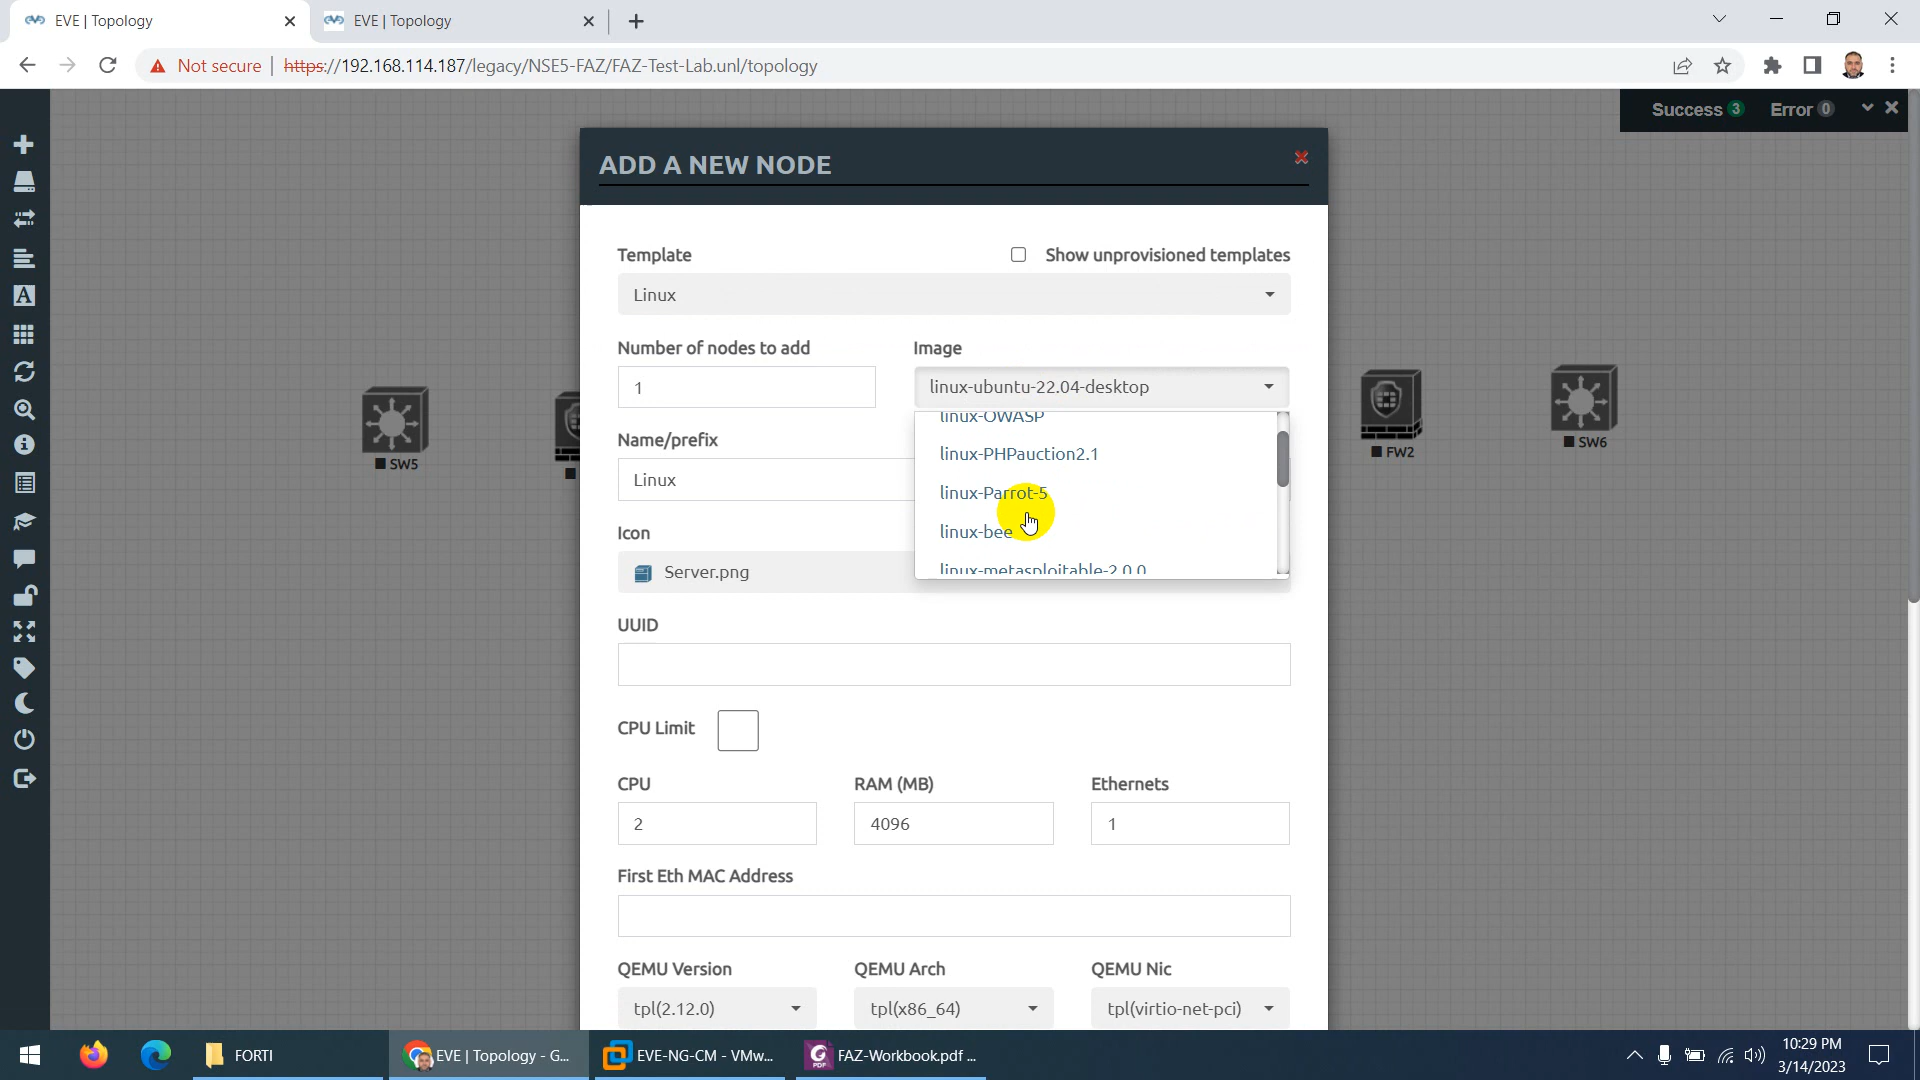 EVE | Topology
EVE | Topology
Not secure
https://192.168.114.187/legacy/NSE5-FAZ/FAZ-Test-Lab.unl/topology
Success 3 Error 0
ADD A NEW NODE
Template
Show unprovisioned templates
Linux
Number of nodes to add
Image
1
linux-ubuntu-22.04-desktop
linux-OWASP
linux-PHPauction2.1
linux-Parrot-5
linux-bee
linux-metasploitable-2.0.0
Name/prefix
Linux
Icon
Server.png
SW5
FW2
SW6
UUID
CPU Limit
CPU
RAM (MB)
Ethernets
2
4096
1
First Eth MAC Address
QEMU Version
QEMU Arch
QEMU Nic
tpl(2.12.0)
tpl(x86_64)
tpl(virtio-net-pci)
FORTI
EVE | Topology - G...
EVE-NG-CM - VMw...
FAZ-Workbook.pdf ...
10:29 PM
3/14/2023